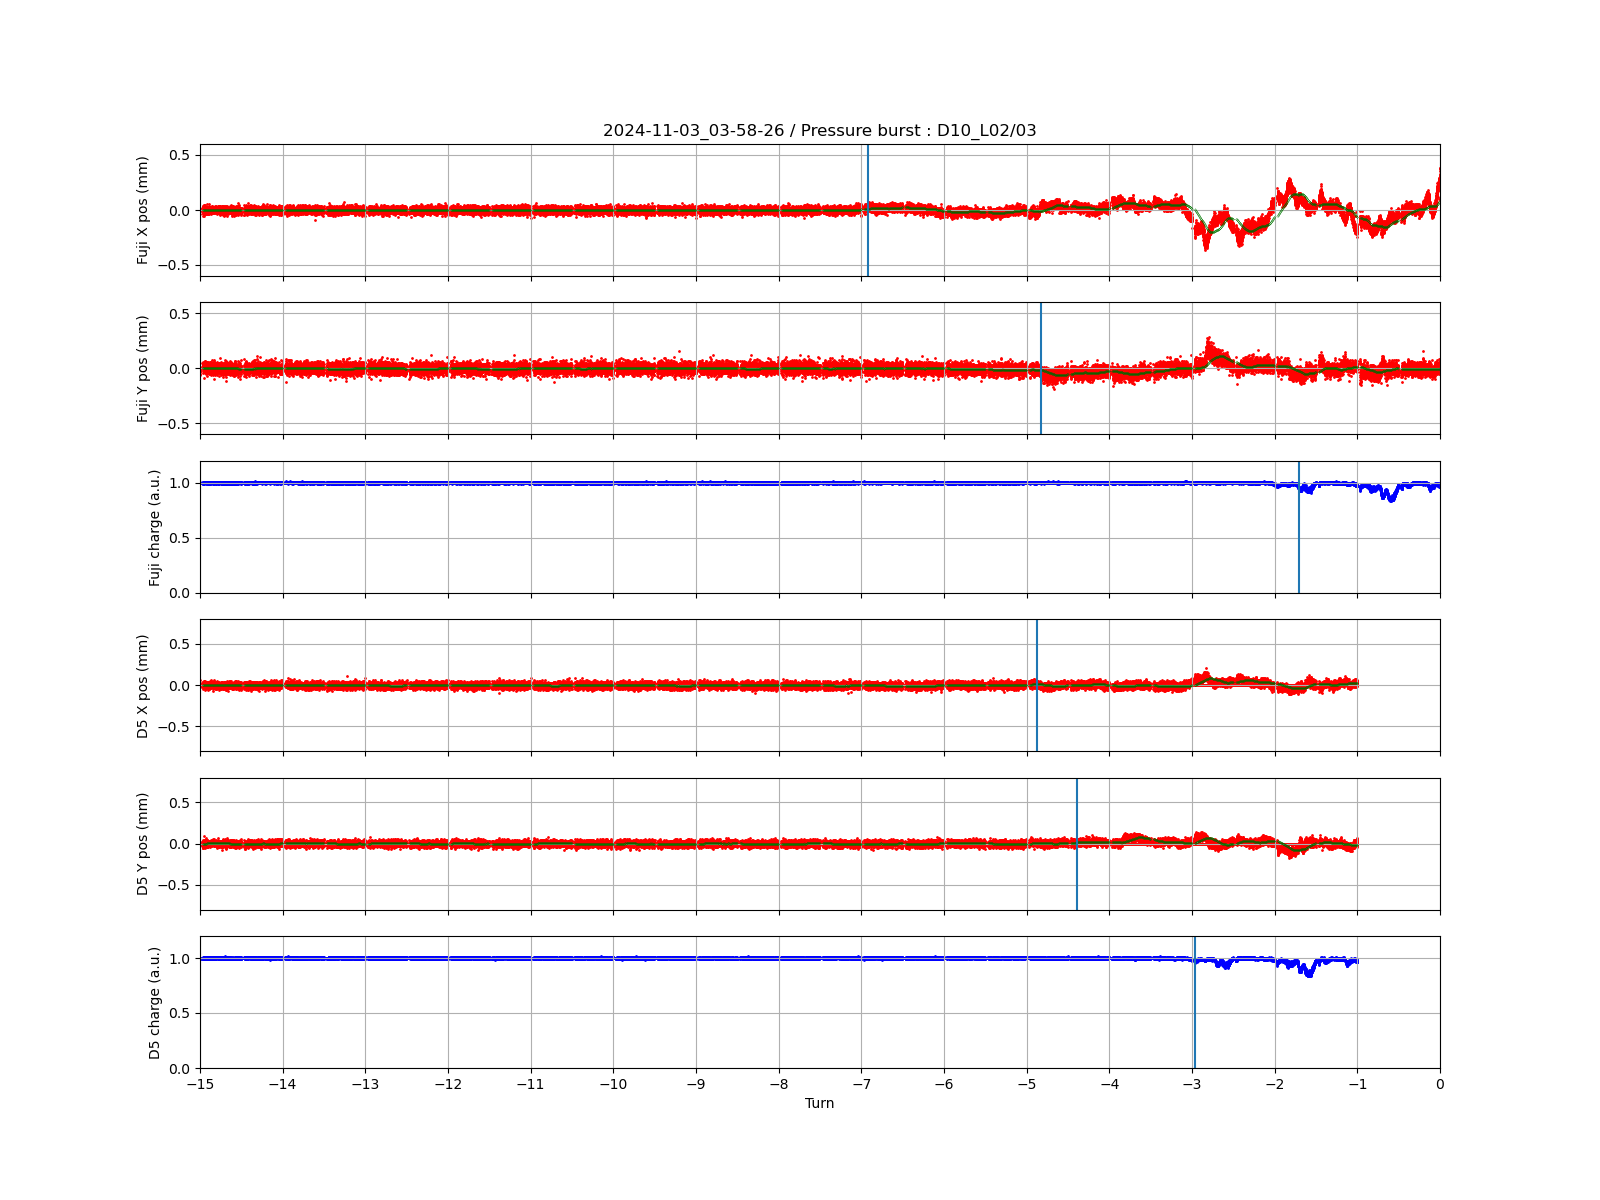 2024-11-03_03-58-26 / Pressure burst : D10_L02/03
Fuji X pos (mm)
0.5
0.0
−0.5
Fuji Y pos (mm)
0.5
0.0
−0.5
Fuji charge (a.u.)
1.0
0.5
0.0
D5 X pos (mm)
0.5
0.0
−0.5
D5 Y pos (mm)
0.5
0.0
−0.5
D5 charge (a.u.)
1.0
0.5
0.0
−15 −14 −13 −12 −11 −10 −9 −8 −7 −6 −5 −4 −3 −2 −1 0
Turn